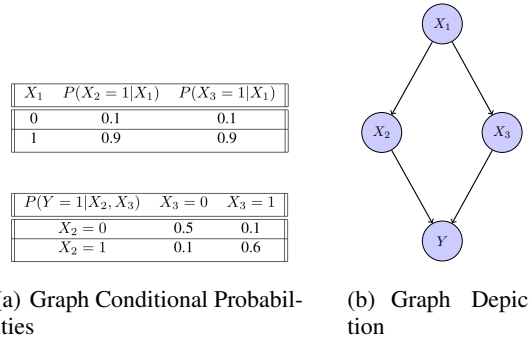 X₁ P(X₂ = 1|X₁) P(X₃ = 1|X₁)
0 0.1 0.1
1 0.9 0.9
P(Y = 1|X₂, X₃) X₃ = 0 X₃ = 1
X₂ = 0 0.5 0.1
X₂ = 1 0.1 0.6
a) Graph Conditional Probabil-
ities
X₁
X₂
X₃
Y
(b) Graph Depic
tion